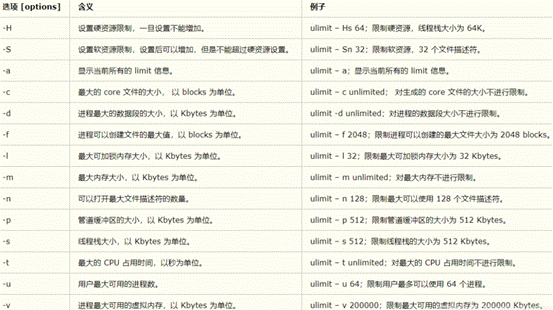 选项 [options] 含义 例子
-H 设置硬资源限制，一旦设置不能增加。 ulimit – Hs 64；限制硬资源，线程栈大小为 64K。
-S 设置软资源限制，设置后可以增加，但是不能超过硬资源设置。 ulimit – Sn 32；限制软资源，32 个文件描述符。
-a 显示当前所有的 limit 信息。 ulimit – a；显示当前所有的 limit 信息。
-c 最大的 core 文件的大小， 以 blocks 为单位。 ulimit – c unlimited； 对生成的 core 文件的大小不进行限制。
-d 进程最大的数据段的大小，以 Kbytes 为单位。 ulimit -d unlimited；对进程的数据段大小不进行限制。
-f 进程可以创建文件的最大值，以 blocks 为单位。 ulimit – f 2048；限制进程可以创建的最大文件大小为 2048 blocks。
-l 最大可加锁内存大小，以 Kbytes 为单位。 ulimit – l 32；限制最大可加锁内存大小为 32 Kbytes。
-m 最大内存大小，以 Kbytes 为单位。 ulimit – m unlimited；对最大内存不进行限制。
-n 可以打开最大文件描述符的数量。 ulimit – n 128；限制最大可以使用 128 个文件描述符。
-p 管道缓冲区的大小，以 Kbytes 为单位。 ulimit – p 512；限制管道缓冲区的大小为 512 Kbytes。
-s 线程栈大小，以 Kbytes 为单位。 ulimit – s 512；限制线程栈的大小为 512 Kbytes。
-t 最大的 CPU 占用时间，以秒为单位。 ulimit – t unlimited；对最大的 CPU 占用时间不进行限制。
-u 用户最大可用的进程数。 ulimit – u 64；限制用户最多可以使用 64 个进程。
-v 进程最大可用的虚拟内存，以 Kbytes 为单位。 ulimit – v 200000；限制最大可用的虚拟内存为 200000 Kbytes。